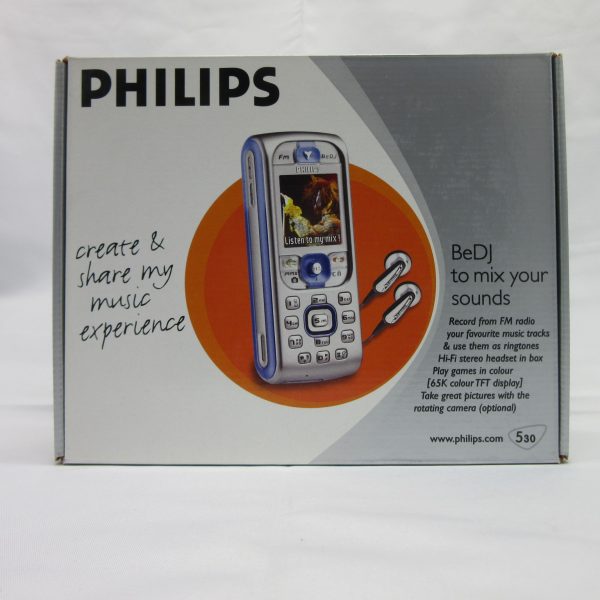 PHILIPS
Fm BeDJ
PHILIPS
Listen to my mix !
create &
share my
music
experience
BeDJ
to mix your
sounds
Record from FM radio
your favourite music tracks
& use them as ringtones
Hi-Fi stereo headset in box
Play games in colour
[65K colour TFT display]
Take great pictures with the
rotating camera (optional)
www.philips.com 530